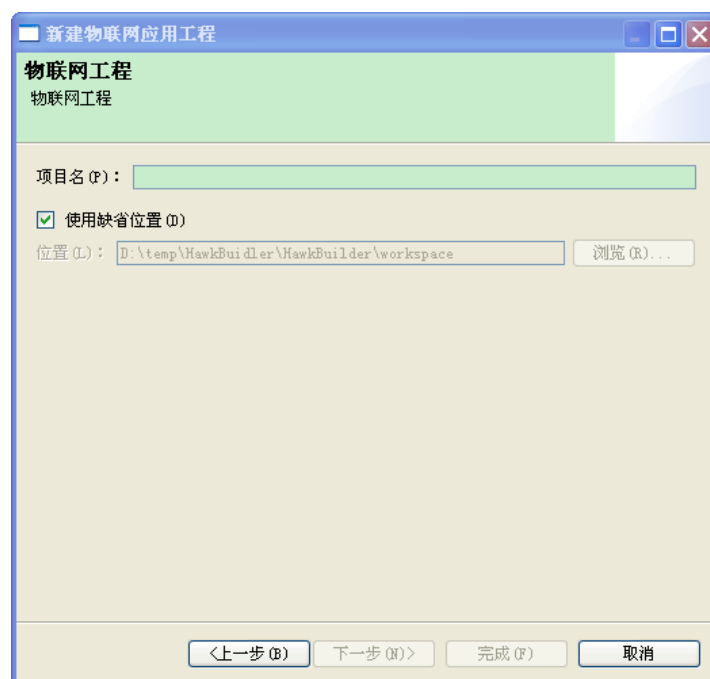 新建物联网应用工程
物联网工程
物联网工程
项目名(P)：
使用缺省位置(D)
位置(L)： D:\temp\HawkBuidler\HawkBuilder\workspace 浏览(R)...
<上一步(B) 下一步(N)> 完成(F) 取消